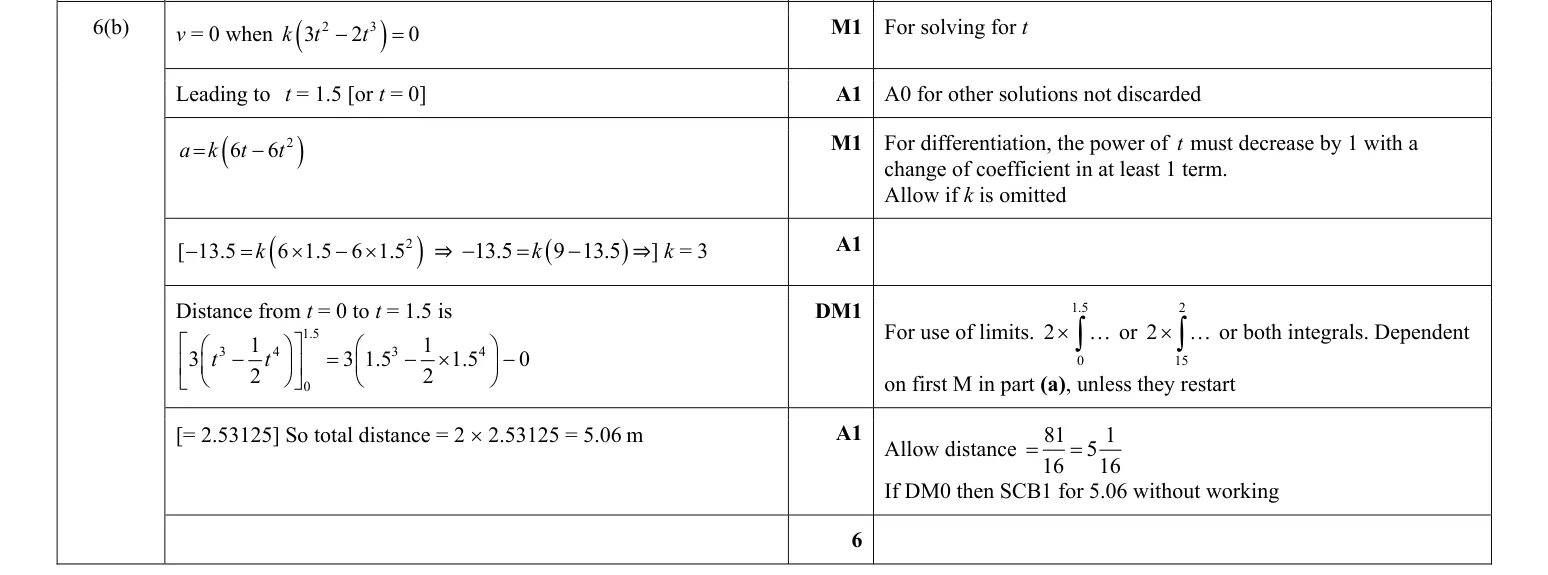 6(b)
v = 0 when k(3t² − 2t³) = 0
M1
For solving for t
Leading to t = 1.5 [or t = 0]
A1
A0 for other solutions not discarded
a = k(6t − 6t²)
M1
For differentiation, the power of t must decrease by 1 with a
change of coefficient in at least 1 term.
Allow if k is omitted
[−13.5 = k(6×1.5 − 6×1.5²) ⇒ −13.5 = k(9 − 13.5) ⇒] k = 3
A1
Distance from t = 0 to t = 1.5 is
[3(t³ − 1/2 t⁴)]₀^1.5 = 3(1.5³ − 1/2 × 1.5⁴) − 0
DM1
For use of limits. 2 × ∫₀^1.5 … or 2 × ∫₁₅² … or both integrals. Dependent
on first M in part (a), unless they restart
[= 2.53125] So total distance = 2 × 2.53125 = 5.06 m
A1
Allow distance = 81/16 = 5 1/16
If DM0 then SCB1 for 5.06 without working
6